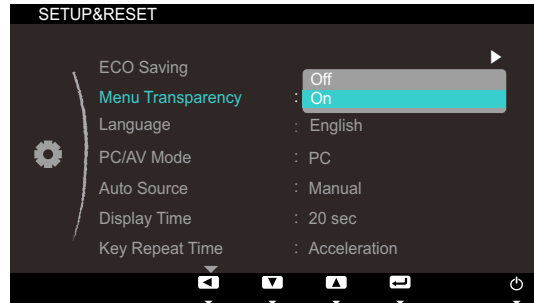 SETUP&RESET
ECO Saving
Off
Menu Transparency : On
Language : English
PC/AV Mode : PC
Auto Source : Manual
Display Time : 20 sec
Key Repeat Time : Acceleration